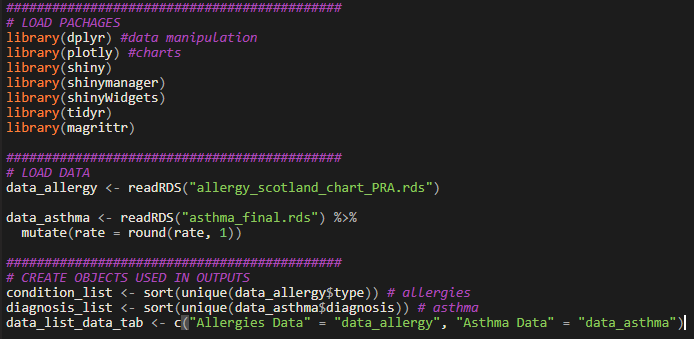 ############################################
# LOAD PACHAGES
library(dplyr) #data manipulation
library(plotly) #charts
library(shiny)
library(shinymanager)
library(shinyWidgets)
library(tidyr)
library(magrittr)
############################################
# LOAD DATA
data_allergy <- readRDS("allergy_scotland_chart_PRA.rds")
data_asthma <- readRDS("asthma_final.rds") %>%
  mutate(rate = round(rate, 1))
############################################
# CREATE OBJECTS USED IN OUTPUTS
condition_list <- sort(unique(data_allergy$type)) # allergies
diagnosis_list <- sort(unique(data_asthma$diagnosis)) # asthma
data_list_data_tab <- c("Allergies Data" = "data_allergy", "Asthma Data" = "data_asthma")